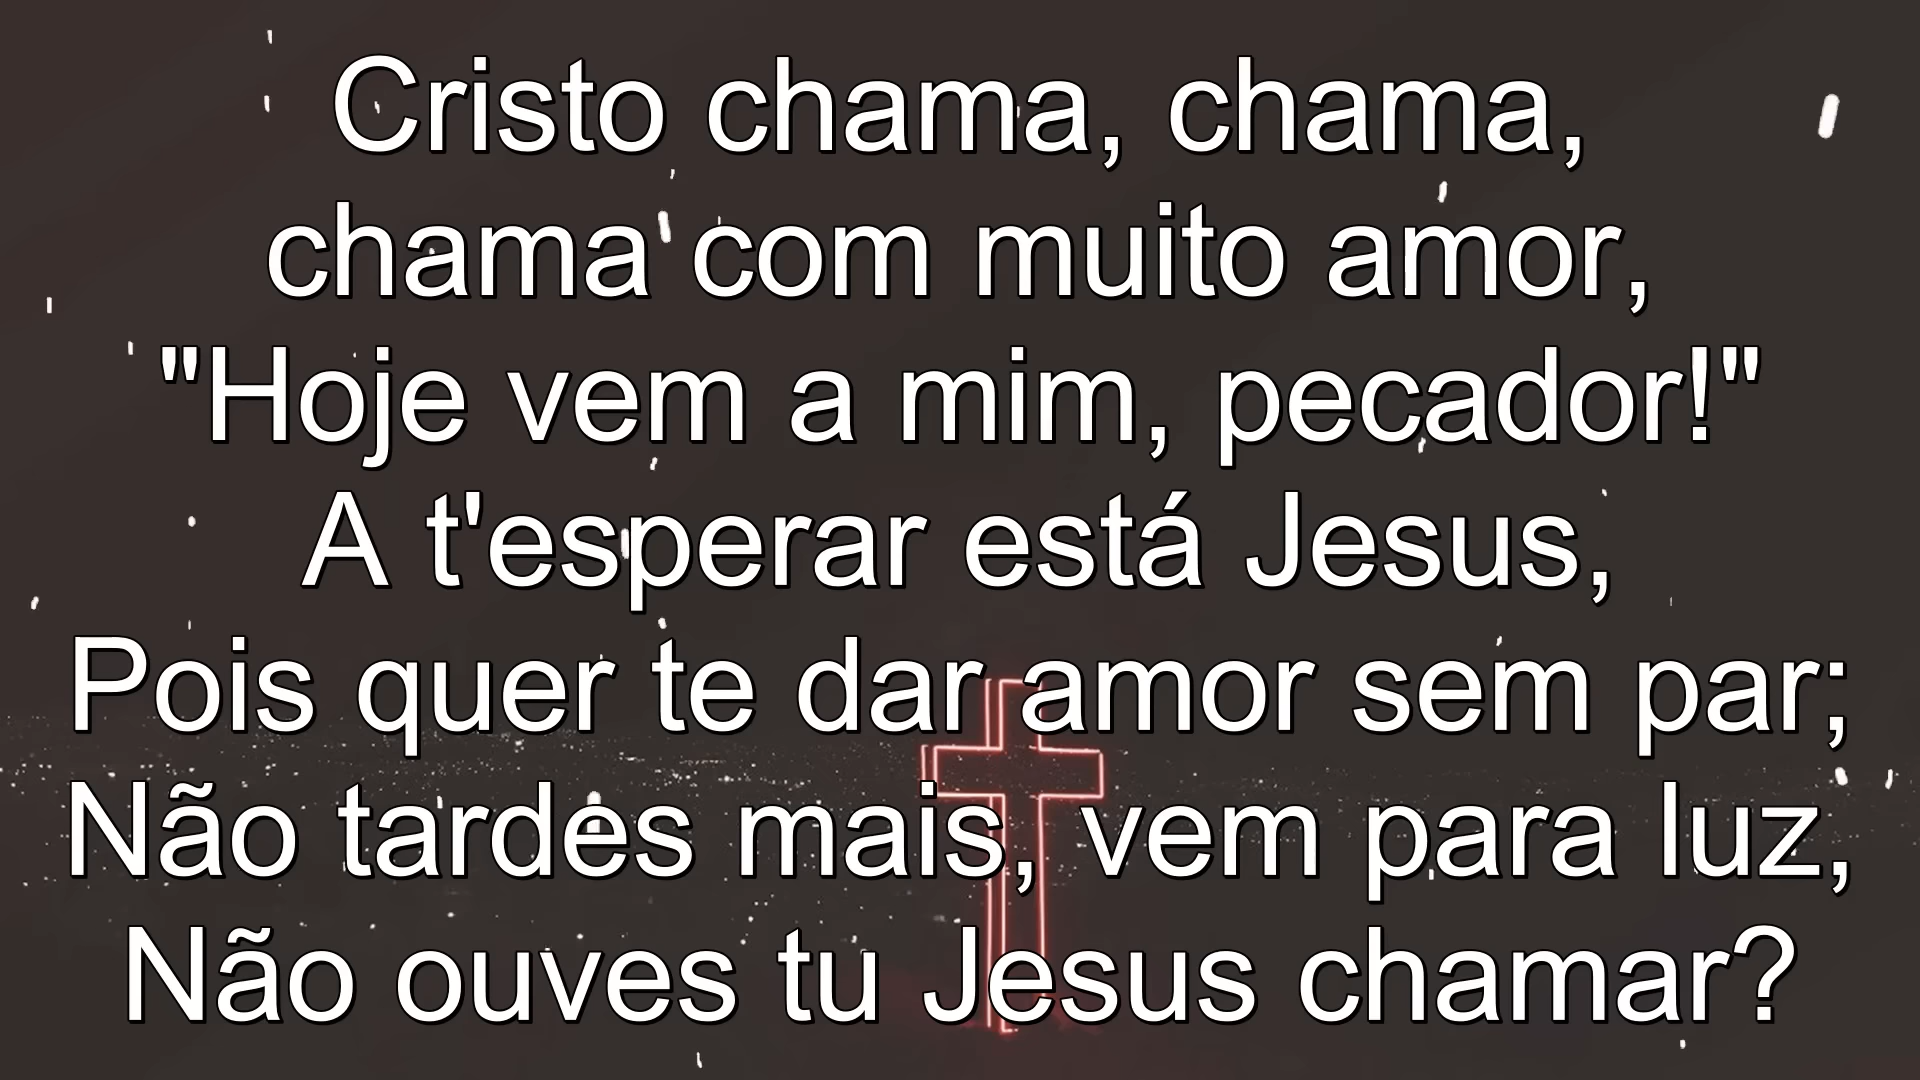 Cristo chama, chama,
chama com muito amor,
"Hoje vem a mim, pecador!"
A t'esperar está Jesus,
Pois quer te dar amor sem par;
Não tardes mais, vem para luz,
Não ouves tu Jesus chamar?